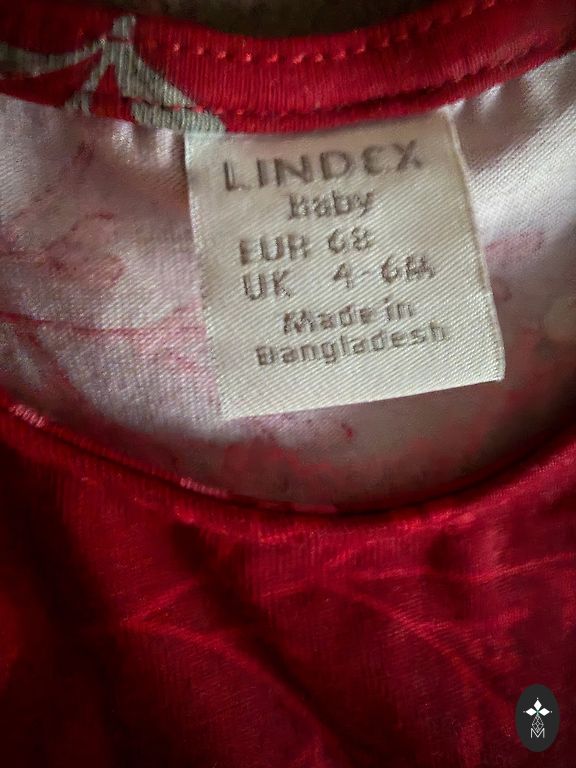 LINDEX
Baby
EUR 68
UK 4-6M
Made in
Bangladesh
M